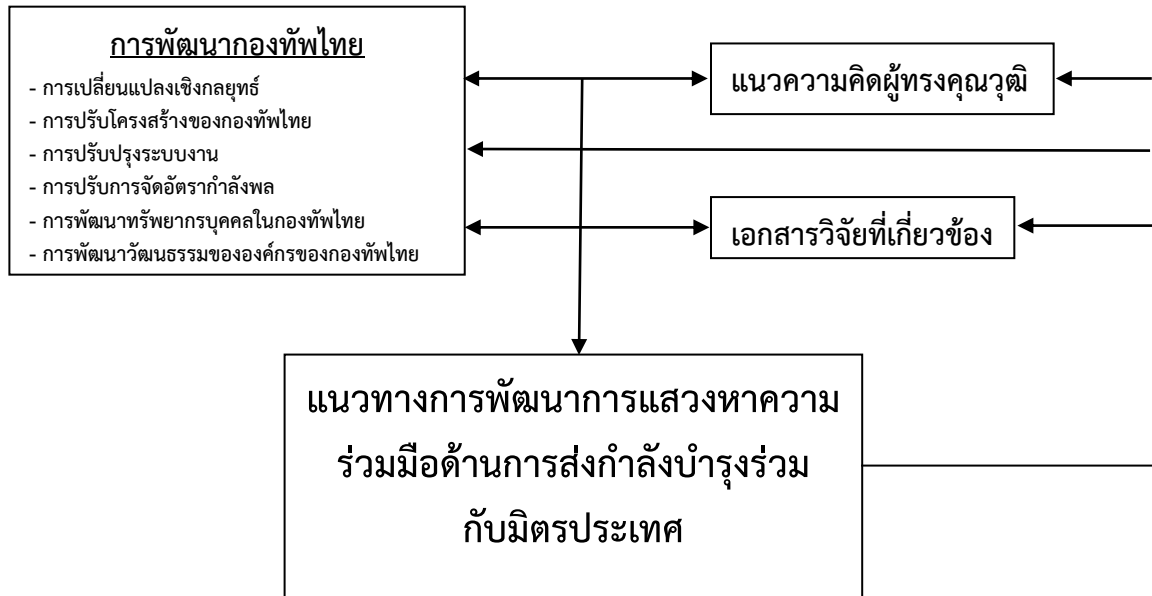 การพัฒนากองทัพไทย
- การเปลี่ยนแปลงเชิงกลยุทธ์
- การปรับโครงสร้างของกองทัพไทย
- การปรับปรุงระบบงาน
- การปรับการจัดอัตรากำลังพล
- การพัฒนาทรัพยากรบุคคลในกองทัพไทย
- การพัฒนาวัฒนธรรมขององค์กรของกองทัพไทย
แนวความคิดผู้ทรงคุณวุฒิ
เอกสารวิจัยที่เกี่ยวข้อง
แนวทางการพัฒนาการแสวงหาความ
ร่วมมือด้านการส่งกำลังบำรุงร่วม
กับมิตรประเทศ